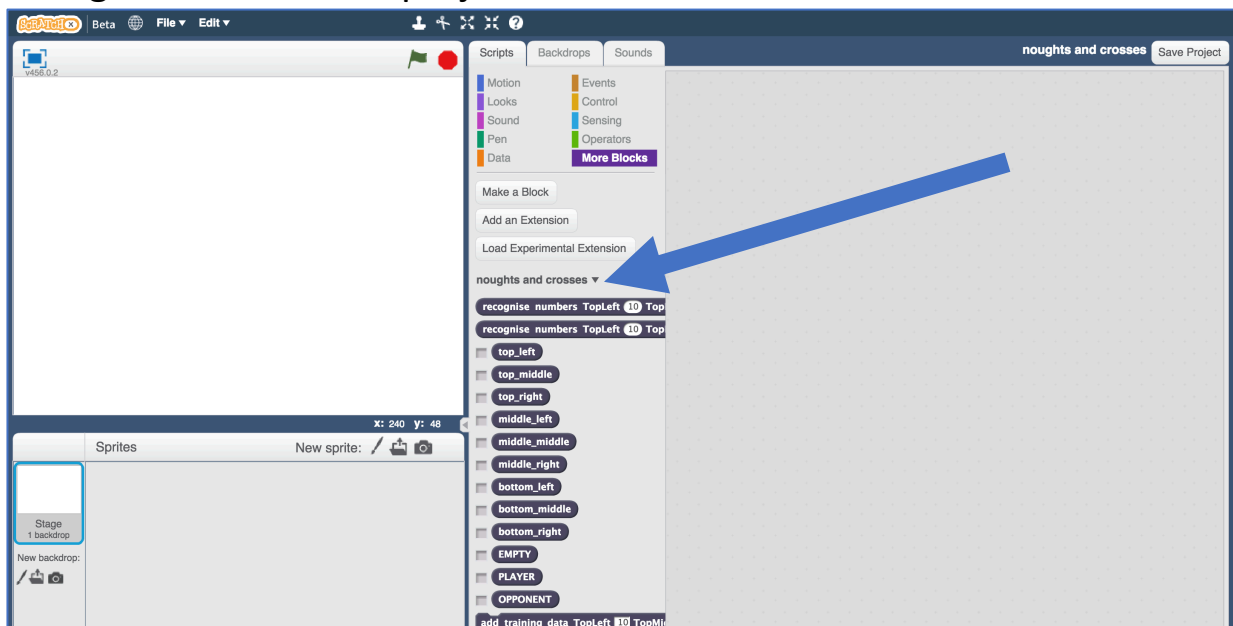 SCRATCHX Beta File ▾ Edit ▾
v456.0.2
x: 240 y: 48
Sprites New sprite:
Stage
1 backdrop
New backdrop:
Scripts Backdrops Sounds
Motion Events
Looks Control
Sound Sensing
Pen Operators
Data More Blocks
Make a Block
Add an Extension
Load Experimental Extension
noughts and crosses ▾
recognise numbers TopLeft 10 Top
recognise numbers TopLeft 10 Top
top_left
top_middle
top_right
middle_left
middle_middle
middle_right
bottom_left
bottom_middle
bottom_right
EMPTY
PLAYER
OPPONENT
add training data TopLeft 10 TopMi
noughts and crosses Save Project